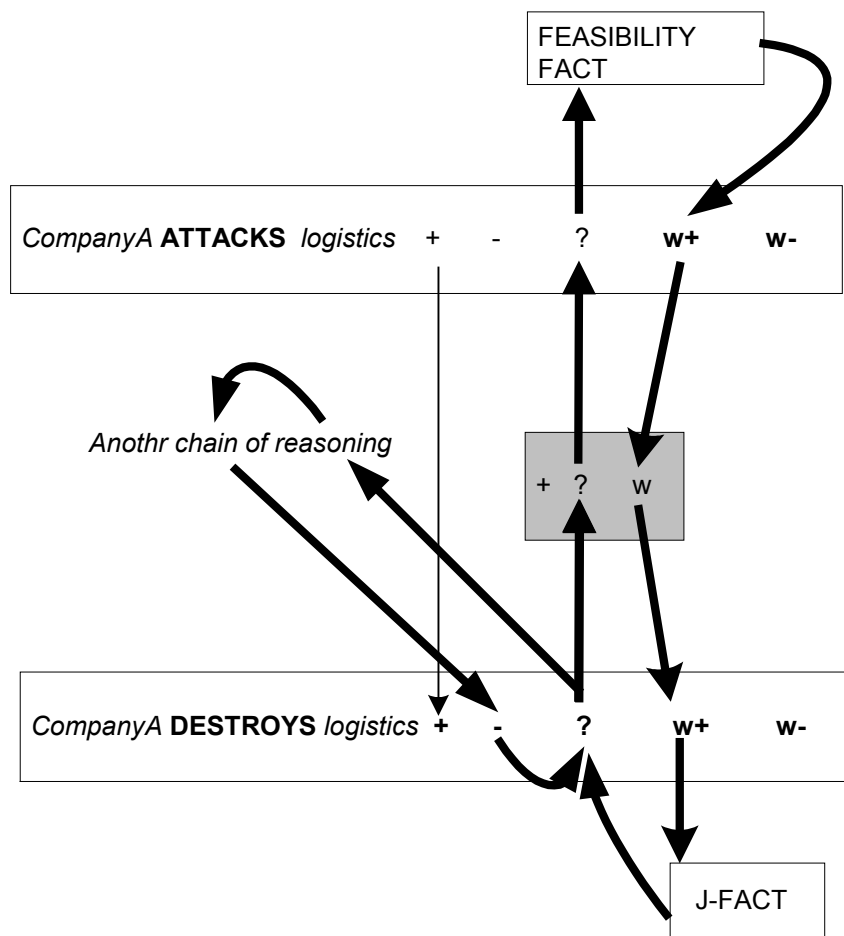 FEASIBILITY
FACT
CompanyA ATTACKS logistics + - ? w+ w-
Anothr chain of reasoning
+ ? w
CompanyA DESTROYS logistics + - ? w+ w-
J-FACT